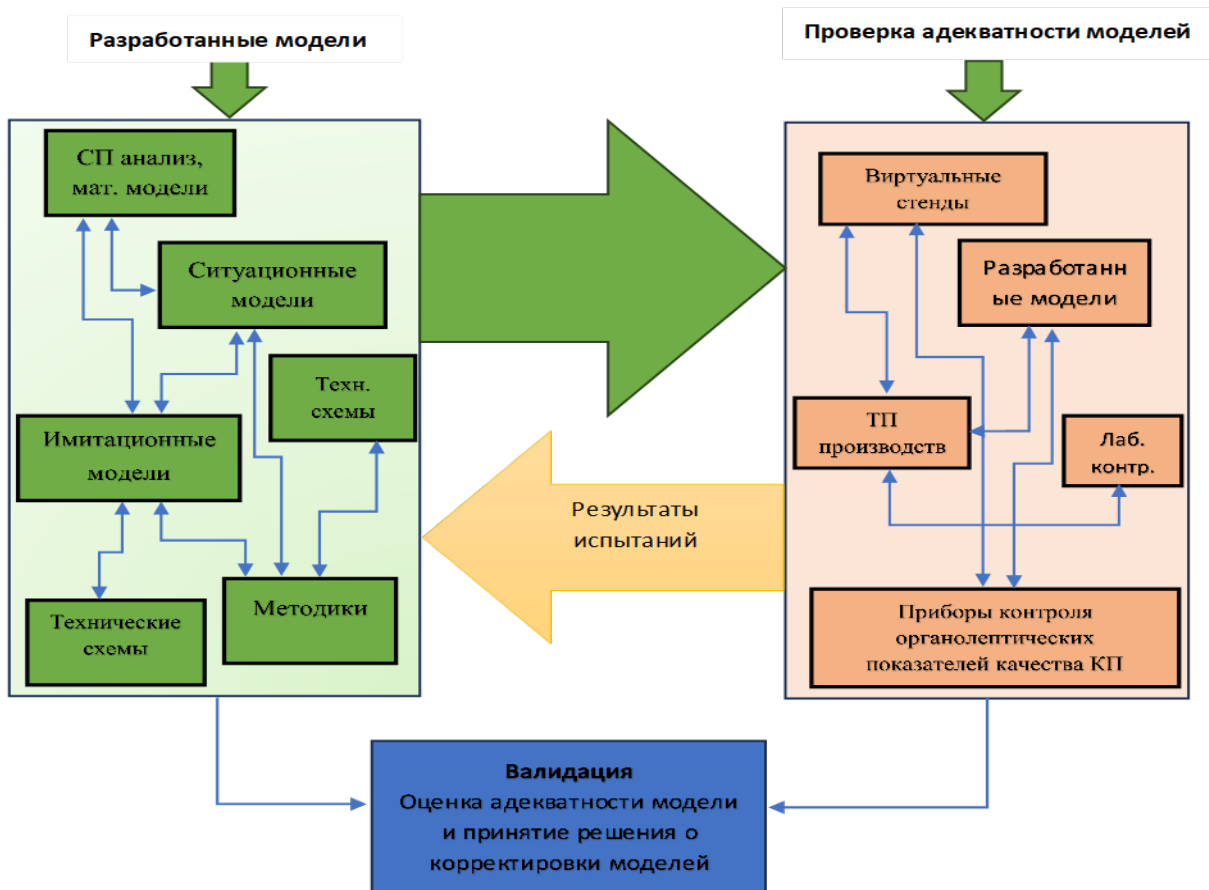 Разработанные модели
СП анализ,
мат. модели
Ситуационные
модели
Техн.
схемы
Имитационные
модели
Технические
схемы
Методики
Результаты
испытаний
Проверка адекватности моделей
Виртуальные
стенды
Разработанн
ые модели
ТП
производств
Лаб.
контр.
Приборы контроля
органолептических
показателей качества КП
Валидация
Оценка адекватности модели
и принятие решения о
корректировки моделей